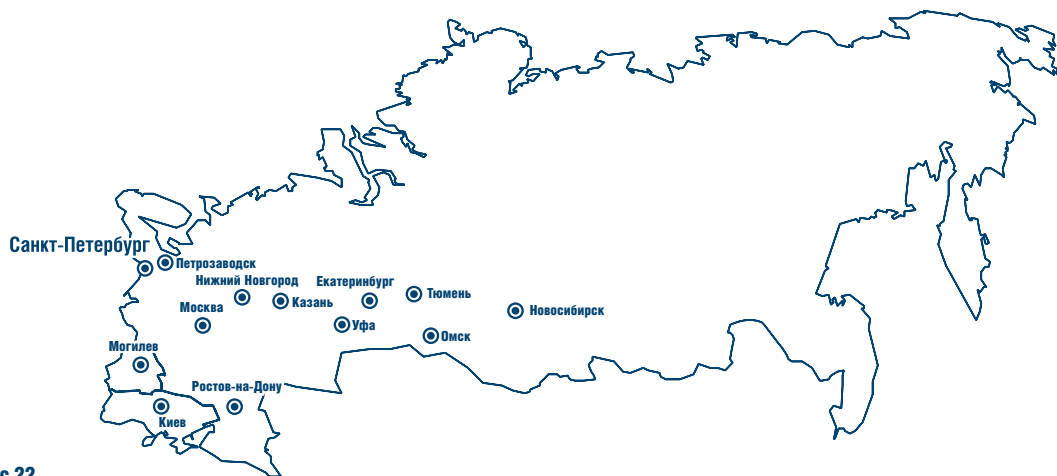 Санкт-Петербург
Петрозаводск
Нижний Новгород
Екатеринбург
Тюмень
Казань
Москва
Новосибирск
Уфа
Омск
Могилев
Ростов-на-Дону
Киев